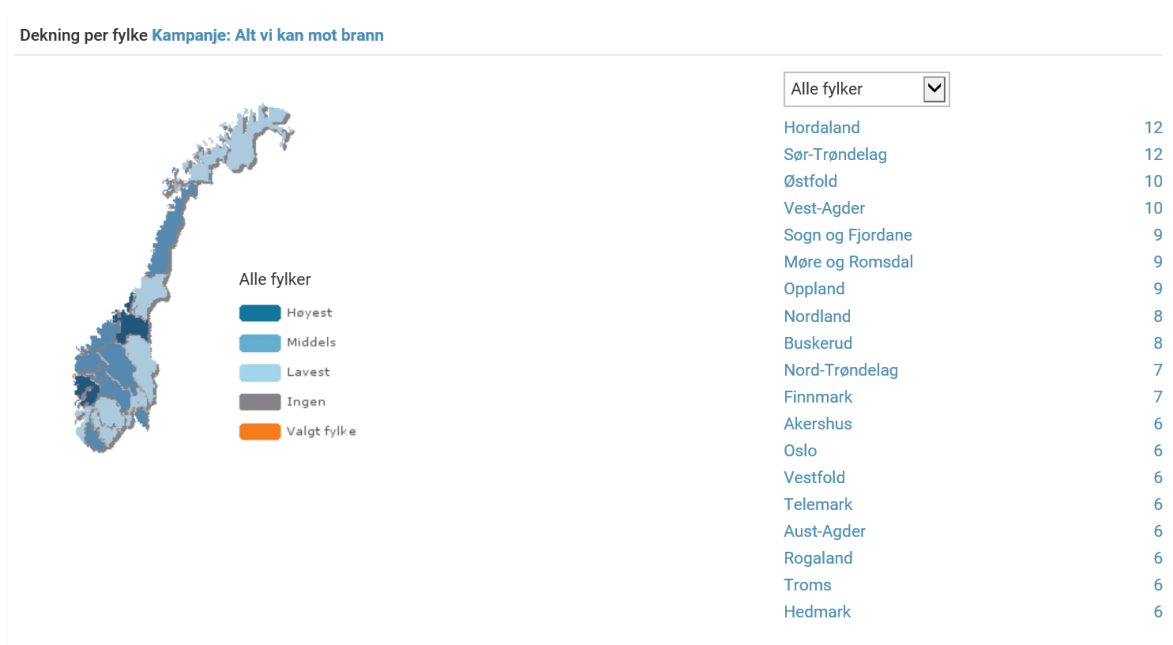 Dekning per fylke Kampanje: Alt vi kan mot brann
Alle fylker
Hordaland 12
Sør-Trøndelag 12
Østfold 10
Vest-Agder 10
Sogn og Fjordane 9
Møre og Romsdal 9
Oppland 9
Nordland 8
Buskerud 8
Nord-Trøndelag 7
Finnmark 7
Akershus 6
Oslo 6
Vestfold 6
Telemark 6
Aust-Agder 6
Rogaland 6
Troms 6
Hedmark 6
Alle fylker
Høyest
Middels
Lavest
Ingen
Valgt fylke